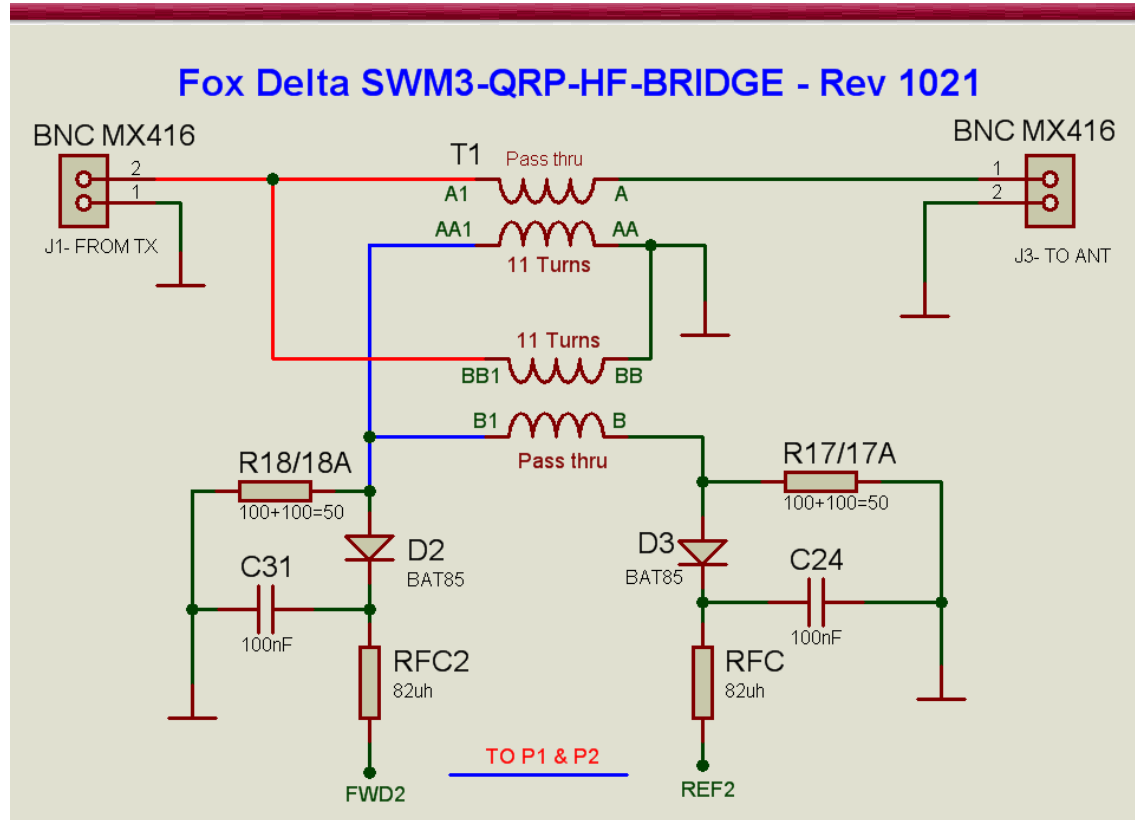 Fox Delta SWM3-QRP-HF-BRIDGE - Rev 1021
BNC MX416
BNC MX416
T1
Pass thru
2
1
A1
A
1
2
AA1
AA
11 Turns
J1- FROM TX
J3- TO ANT
11 Turns
BB1
BB
B1
B
Pass thru
R18/18A
100+100=50
R17/17A
100+100=50
D2
BAT85
D3
BAT85
C31
100nF
C24
100nF
RFC2
82uh
RFC
82uh
TO P1 & P2
FWD2
REF2